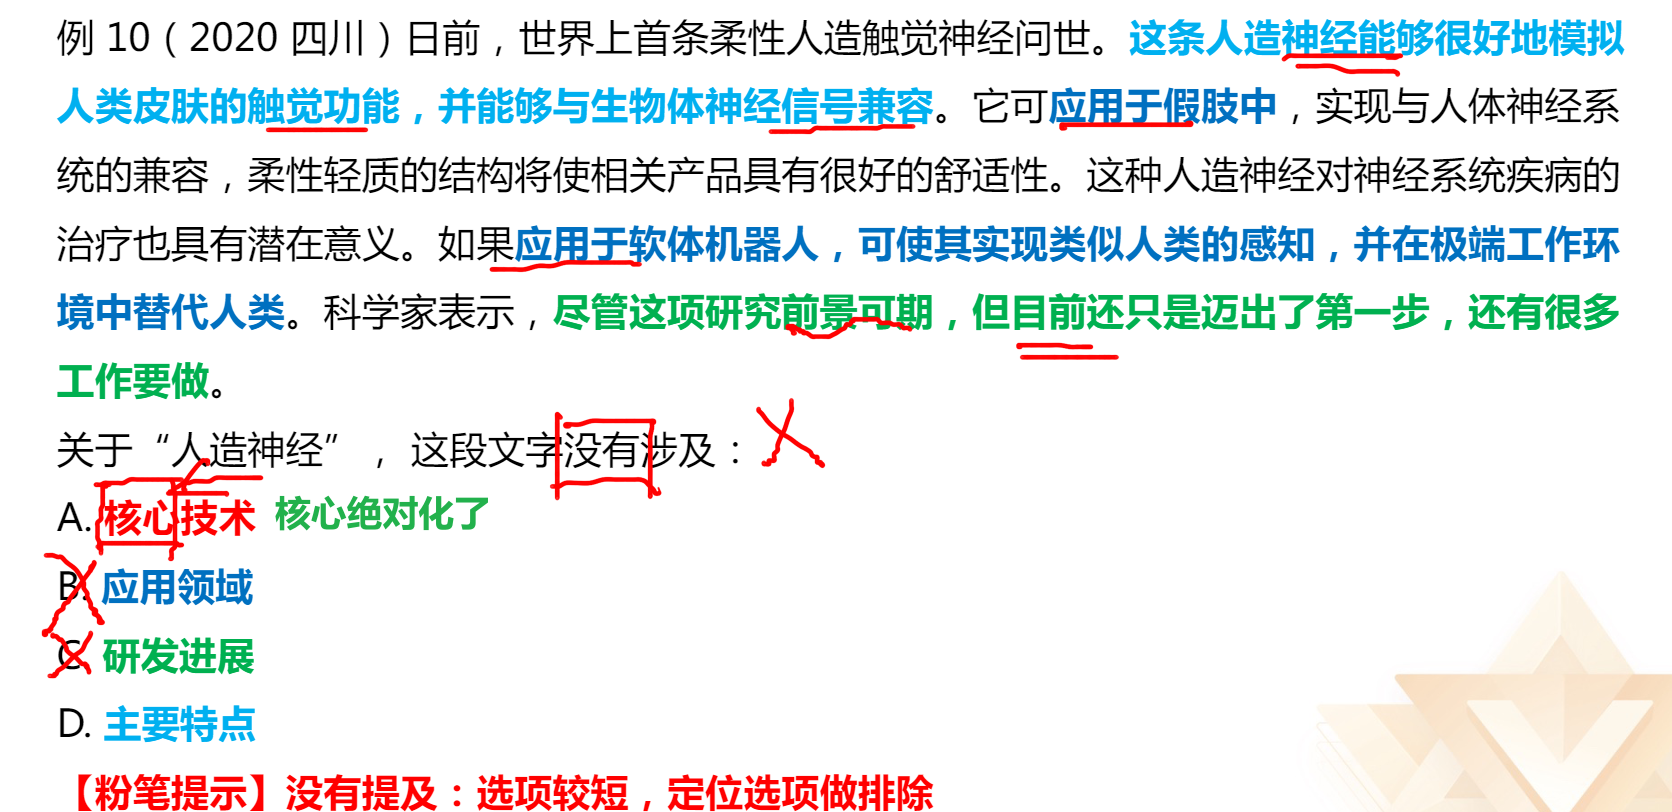 例 10（2020 四川）日前，世界上首条柔性人造触觉神经问世。这条人造神经能够很好地模拟
人类皮肤的触觉功能，并能够与生物体神经信号兼容。它可应用于假肢中，实现与人体神经系
统的兼容，柔性轻质的结构将使相关产品具有很好的舒适性。这种人造神经对神经系统疾病的
治疗也具有潜在意义。如果应用于软体机器人，可使其实现类似人类的感知，并在极端工作环
境中替代人类。科学家表示，尽管这项研究前景可期，但目前还只是迈出了第一步，还有很多
工作要做。
关于“人造神经”，这段文字没有涉及：
A. 核心技术 核心绝对化了
B. 应用领域
C. 研发进展
D. 主要特点
【粉笔提示】没有提及：选项较短，定位选项做排除